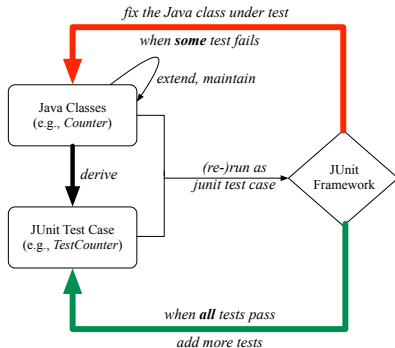 fix the Java class under test
when some test fails
extend, maintain
Java Classes
(e.g., Counter)
derive
(re-)run as
junit test case
JUnit
Framework
JUnit Test Case
(e.g., TestCounter)
when all tests pass
add more tests